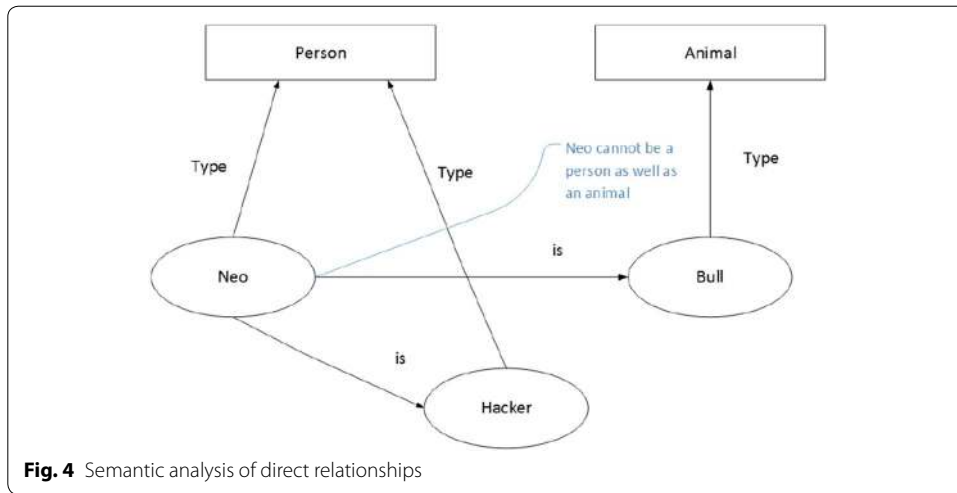 Person
Animal
Type
Type
Neo cannot be a
person as well as
an animal
Type
is
Neo
Bull
is
Hacker
Fig. 4 Semantic analysis of direct relationships